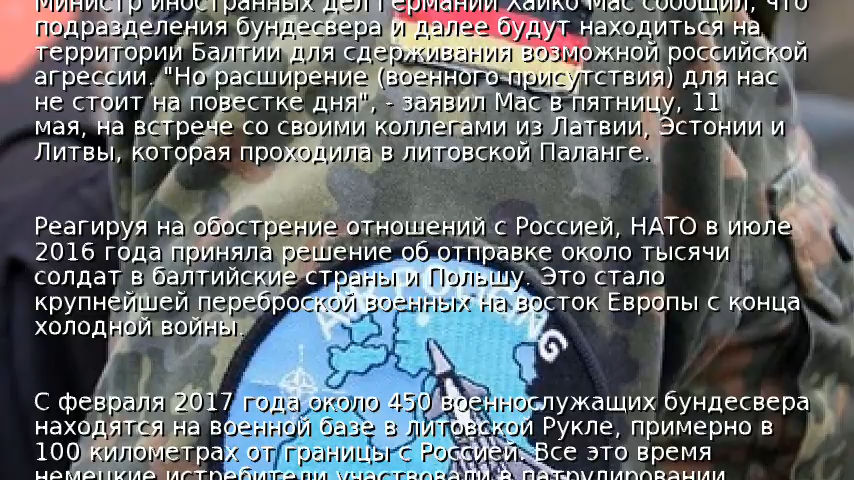 Министр иностранных дел Германии Хайко Мас сообщил, что
подразделения бундесвера и далее будут находиться на
территории Балтии для сдерживания возможной российской
агрессии. "Но расширение (военного присутствия) для нас
не стоит на повестке дня", - заявил Мас в пятницу, 11
мая, на встрече со своими коллегами из Латвии, Эстонии и
Литвы, которая проходила в литовской Паланге.
Реагируя на обострение отношений с Россией, НАТО в июле
2016 года приняла решение об отправке около тысячи
солдат в балтийские страны и Польшу. Это стало
крупнейшей переброской военных на восток Европы с конца
холодной войны.
С февраля 2017 года около 450 военнослужащих бундесвера
находятся на военной базе в литовской Рукле, примерно в
100 километрах от границы с Россией. Все это время
немецкие истребители участвовали в патрулировании